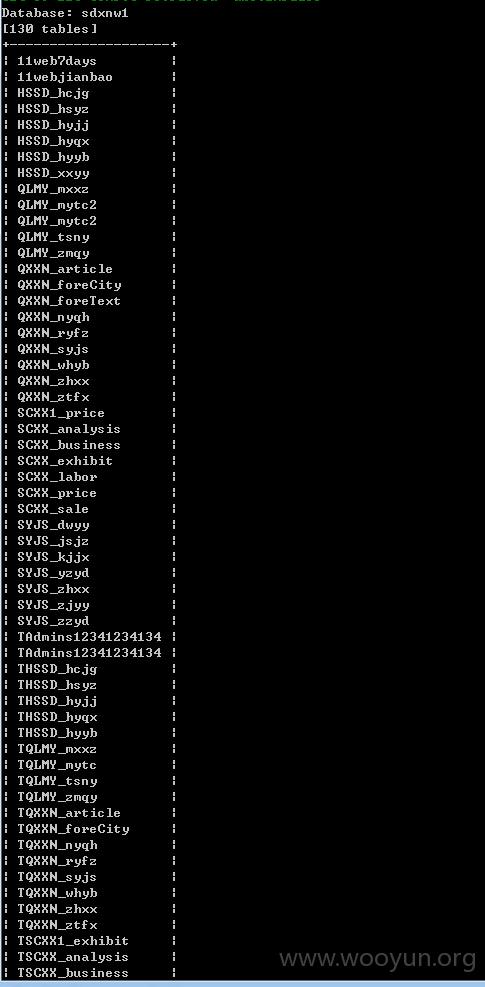 Database: sdxnw1
[130 tables]
+---------------------+
¦ 11web7days ¦
¦ 11webjianbao ¦
¦ HSSD_hcjg ¦
¦ HSSD_hsyz ¦
¦ HSSD_hyjj ¦
¦ HSSD_hyqx ¦
¦ HSSD_hyyb ¦
¦ HSSD_xxyy ¦
¦ QLMY_mxxz ¦
¦ QLMY_mytc2 ¦
¦ QLMY_mytc2 ¦
¦ QLMY_tsny ¦
¦ QLMY_zmqy ¦
¦ QXXN_article ¦
¦ QXXN_foreCity ¦
¦ QXXN_foreText ¦
¦ QXXN_nyqh ¦
¦ QXXN_ryfz ¦
¦ QXXN_syjs ¦
¦ QXXN_whyb ¦
¦ QXXN_zhxx ¦
¦ QXXN_ztfx ¦
¦ SCXX1_price ¦
¦ SCXX_analysis ¦
¦ SCXX_business ¦
¦ SCXX_exhibit ¦
¦ SCXX_labor ¦
¦ SCXX_price ¦
¦ SCXX_sale ¦
¦ SYJS_dwyy ¦
¦ SYJS_jsjz ¦
¦ SYJS_kjjx ¦
¦ SYJS_yzyd ¦
¦ SYJS_zhxx ¦
¦ SYJS_zjyy ¦
¦ SYJS_zzyd ¦
¦ TAdmins12341234134 ¦
¦ TAdmins12341234134 ¦
¦ THSSD_hcjg ¦
¦ THSSD_hsyz ¦
¦ THSSD_hyjj ¦
¦ THSSD_hyqx ¦
¦ THSSD_hyyb ¦
¦ TQLMY_mxxz ¦
¦ TQLMY_mytc ¦
¦ TQLMY_tsny ¦
¦ TQLMY_zmqy ¦
¦ TQXXN_article ¦
¦ TQXXN_foreCity ¦
¦ TQXXN_nyqh ¦
¦ TQXXN_ryfz ¦
¦ TQXXN_syjs ¦
¦ TQXXN_whyb ¦
¦ TQXXN_zhxx ¦
¦ TQXXN_ztfx ¦
¦ TSCXX1_exhibit ¦
¦ TSCXX_analysis ¦
¦ TSCXX_business ¦
www.wooyun.org